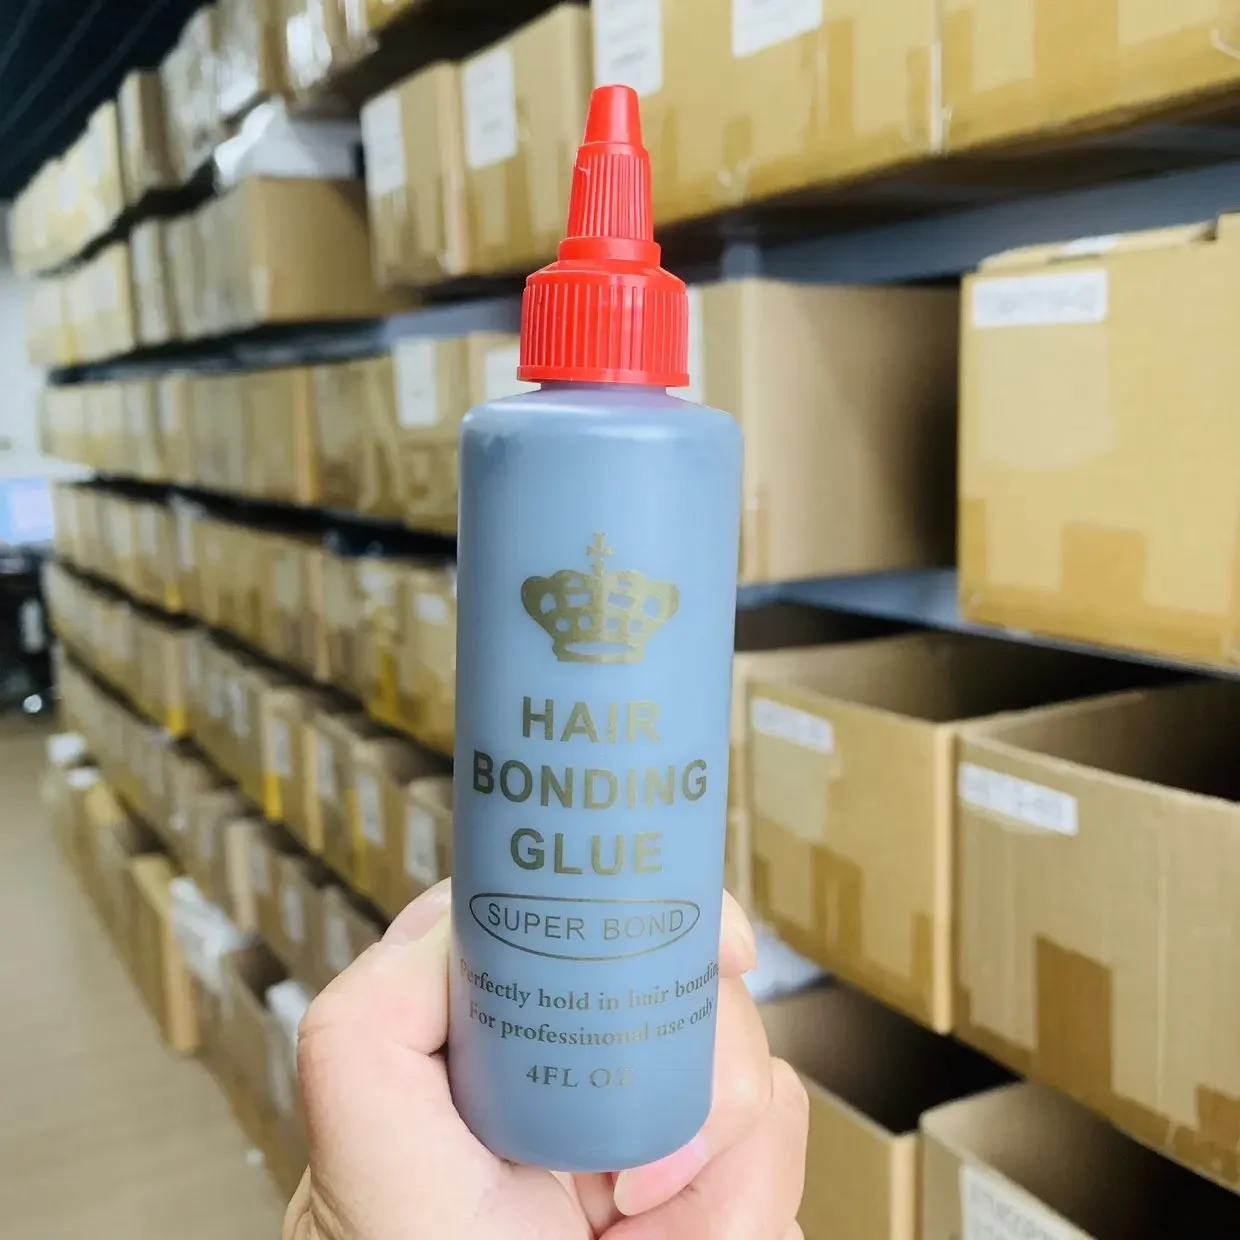 HAIR
BONDING
GLUE
SUPER BOND
Perfectly hold in hair bonding
For professinonal use only
4FL OZ